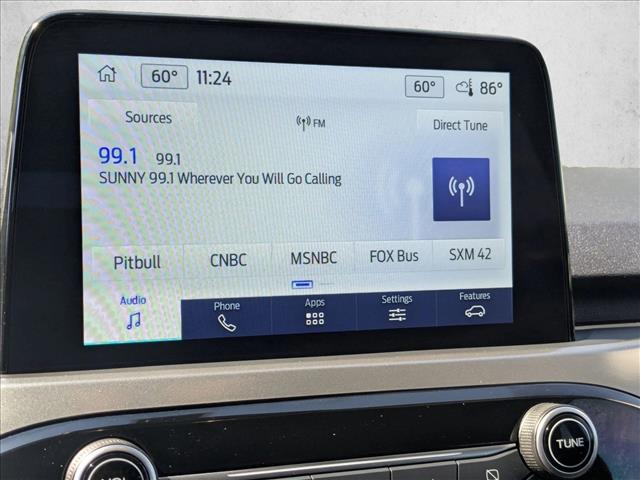 60° 11:24 60° 86°
Sources FM Direct Tune
99.1 99.1
SUNNY 99.1 Wherever You Will Go Calling
Pitbull CNBC MSNBC FOX Bus SXM 42
Audio Phone Apps Settings Features
TUNE